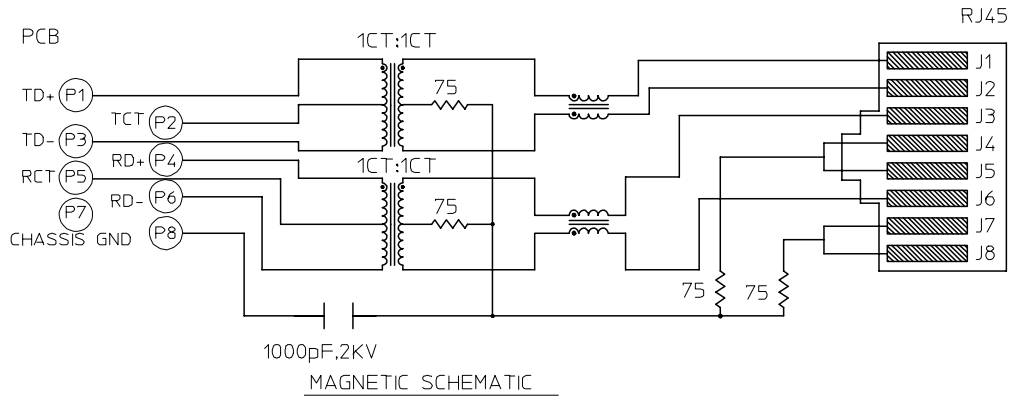 RJ45
PCB
1CT:1CT
J1
75
J2
TD+ P1
J3
TCT P2
TD- P3
J4
RD+ P4
1CT:1CT
J5
RCT P5
RD- P6
75
J6
P7
J7
CHASSIS GND P8
J8
75
75
1000pF,2KV
MAGNETIC SCHEMATIC